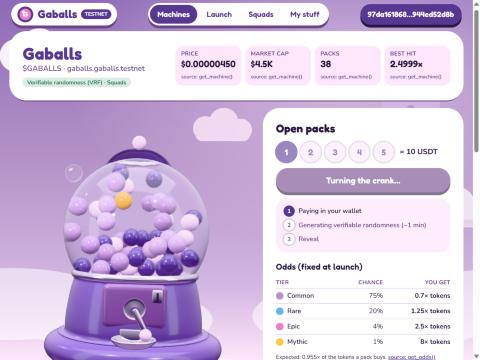 Gaballs TESTNET
Machines Launch Squads My stuff
97da161868...944ed52d8b
Gaballs
$GABALLS · gaballs.gaballs.testnet
Verifiable randomness (VRF) · Squads
PRICE
$0.00000450
source: get_machine()
MARKET CAP
$4.5K
source: get_machine()
PACKS
38
source: get_machine()
BEST HIT
2.4999×
source: get_machine()
Open packs
1 2 3 4 5 = 10 USDT
Turning the crank...
1 Paying in your wallet
2 Generating verifiable randomness (~1 min)
3 Reveal
Odds (fixed at launch)
TIER CHANCE YOU GET
Common 75% 0.7× tokens
Rare 20% 1.25× tokens
Epic 4% 2.5× tokens
Mythic 1% 8× tokens
Expected: 0.955× of the tokens a pack buys. source: get_odds()